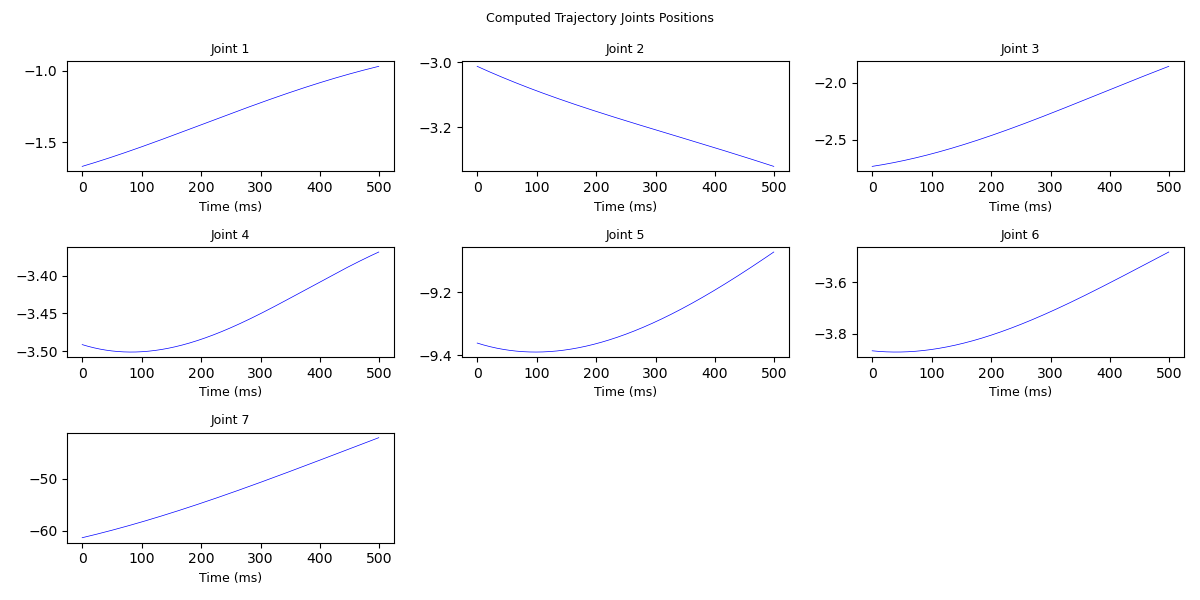 Computed Trajectory Joints Positions
Joint 1
−1.0
−1.5
0 100 200 300 400 500
Time (ms)
Joint 2
−3.0
−3.2
0 100 200 300 400 500
Time (ms)
Joint 3
−2.0
−2.5
0 100 200 300 400 500
Time (ms)
Joint 4
−3.40
−3.45
−3.50
0 100 200 300 400 500
Time (ms)
Joint 5
−9.2
−9.4
0 100 200 300 400 500
Time (ms)
Joint 6
−3.6
−3.8
0 100 200 300 400 500
Time (ms)
Joint 7
−50
−60
0 100 200 300 400 500
Time (ms)